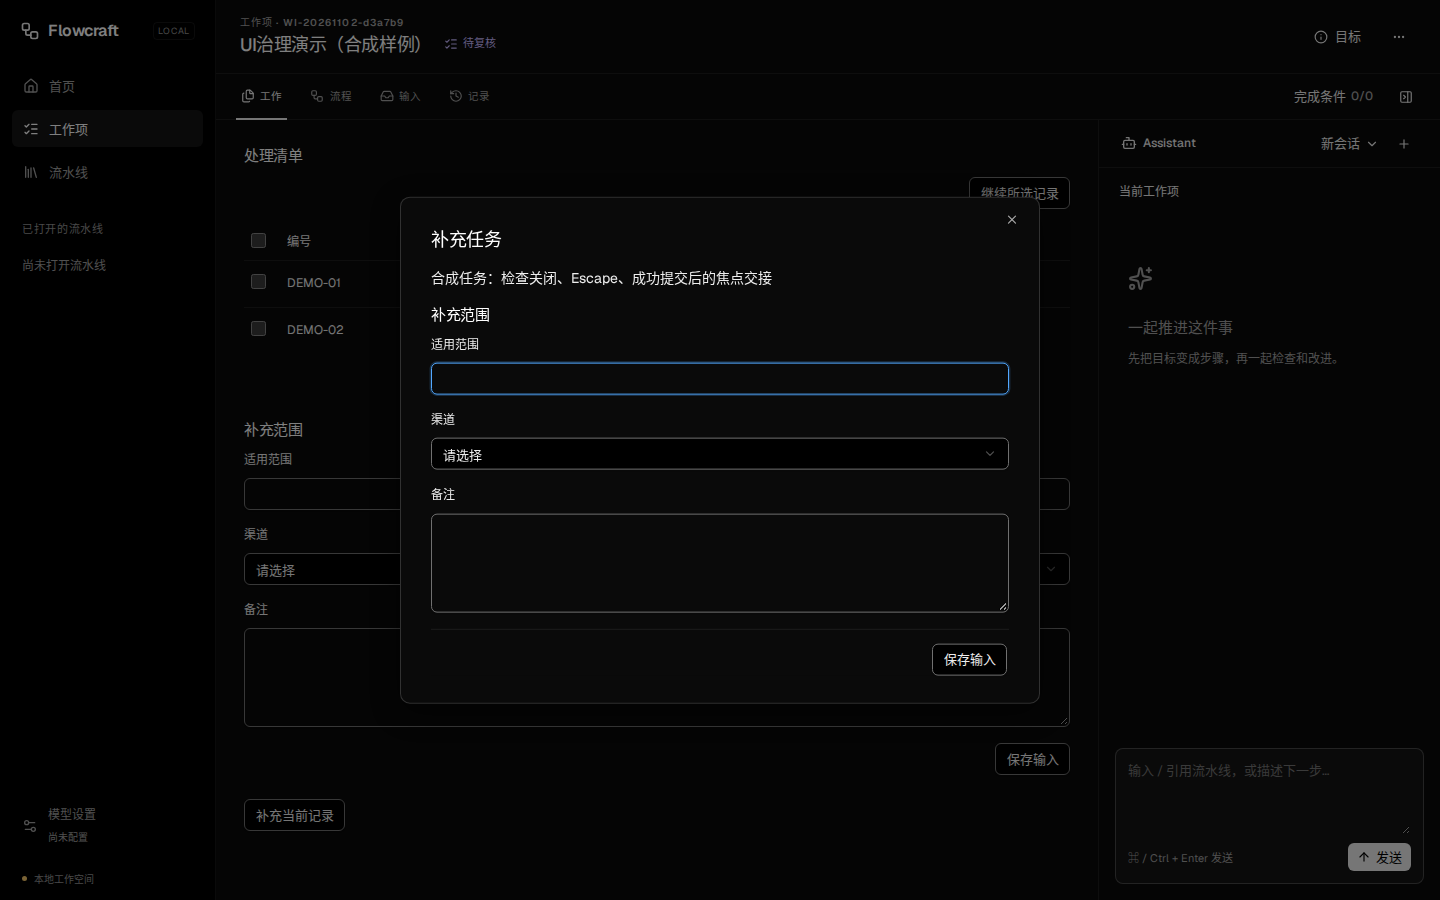 Flowcraft
LOCAL
首页
工作项
流水线
已打开的流水线
尚未打开流水线
模型设置
尚未配置
本地工作空间
工作项 · WI-20261102-d3a7b9
UI治理演示（合成样例）
待复核
目标
工作
流程
输入
记录
完成条件 0/0
处理清单
继续所选记录
编号
DEMO-01
DEMO-02
补充范围
适用范围
渠道
请选择
备注
保存输入
补充当前记录
补充任务
合成任务：检查关闭、Escape、成功提交后的焦点交接
补充范围
适用范围
渠道
请选择
备注
保存输入
Assistant
新会话
当前工作项
一起推进这件事
先把目标变成步骤，再一起检查和改进。
输入 / 引用流水线，或描述下一步…
⌘ / Ctrl + Enter 发送
发送